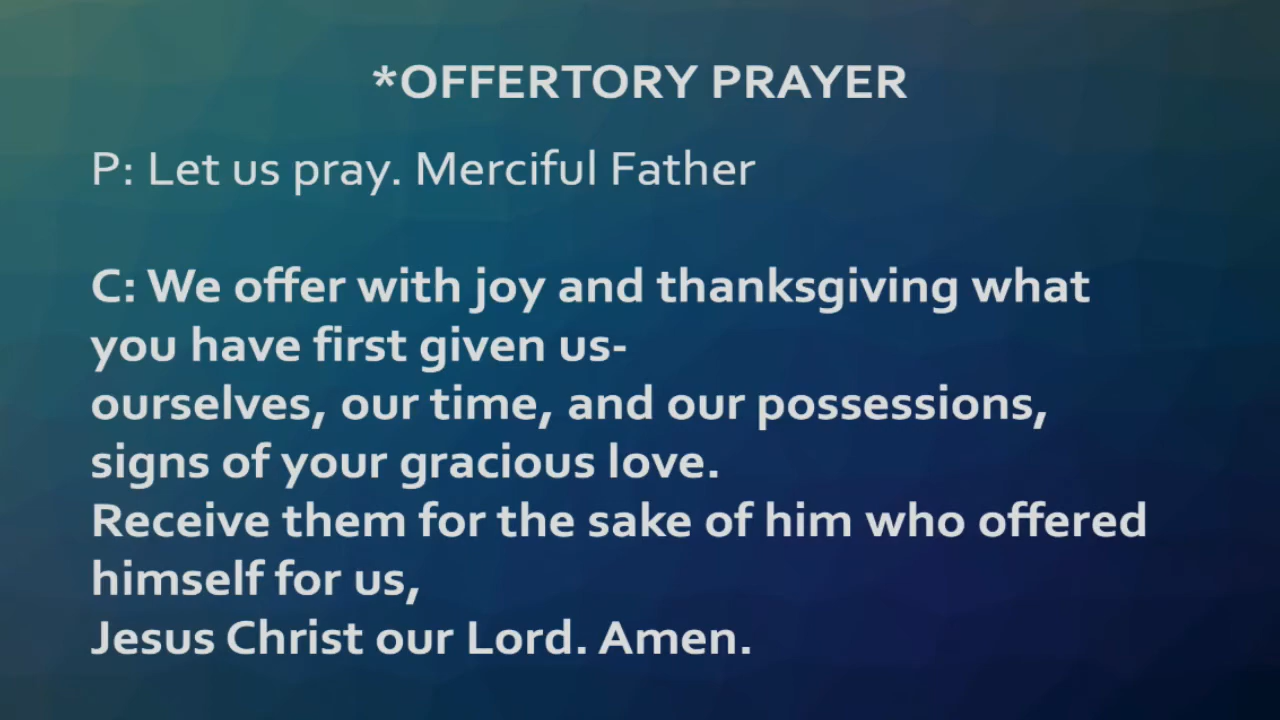 *OFFERTORY PRAYER
P: Let us pray. Merciful Father
C: We offer with joy and thanksgiving what
you have first given us-
ourselves, our time, and our possessions,
signs of your gracious love.
Receive them for the sake of him who offered
himself for us,
Jesus Christ our Lord. Amen.